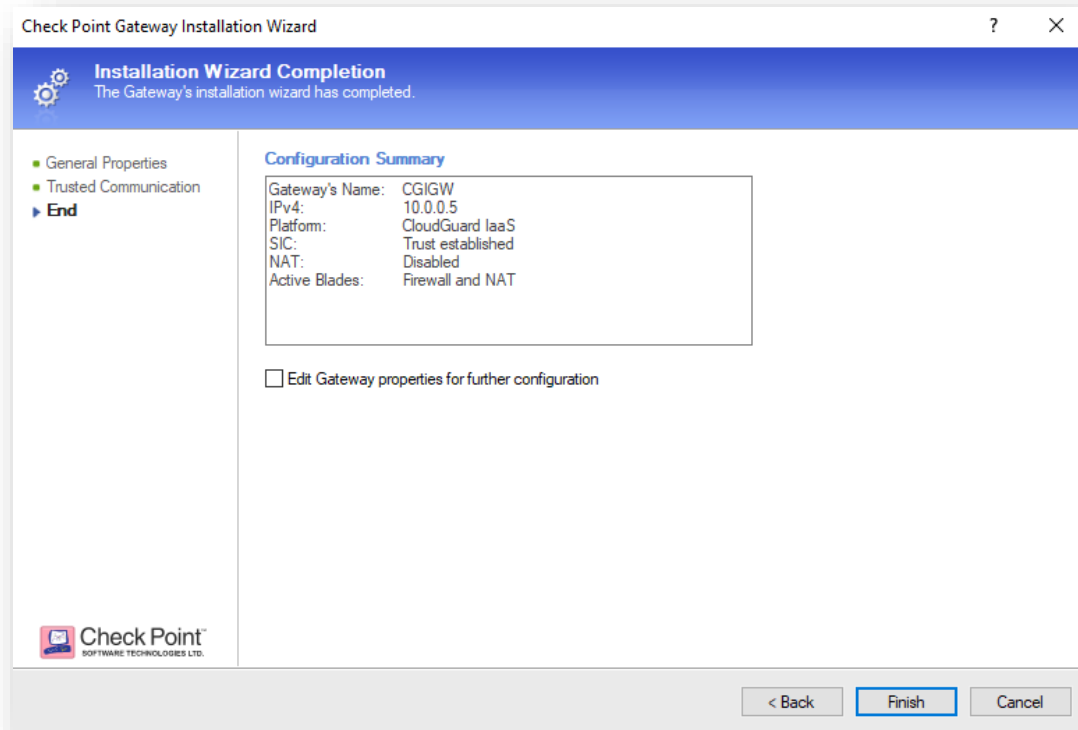 Check Point Gateway Installation Wizard
?
Installation Wizard Completion
The Gateway's installation wizard has completed.
General Properties
Trusted Communication
End
Configuration Summary
Gateway's Name: CGIGW
IPv4: 10.0.0.5
Platform: CloudGuard IaaS
SIC: Trust established
NAT: Disabled
Active Blades: Firewall and NAT
Edit Gateway properties for further configuration
Check Point™
SOFTWARE TECHNOLOGIES LTD.
< Back Finish Cancel